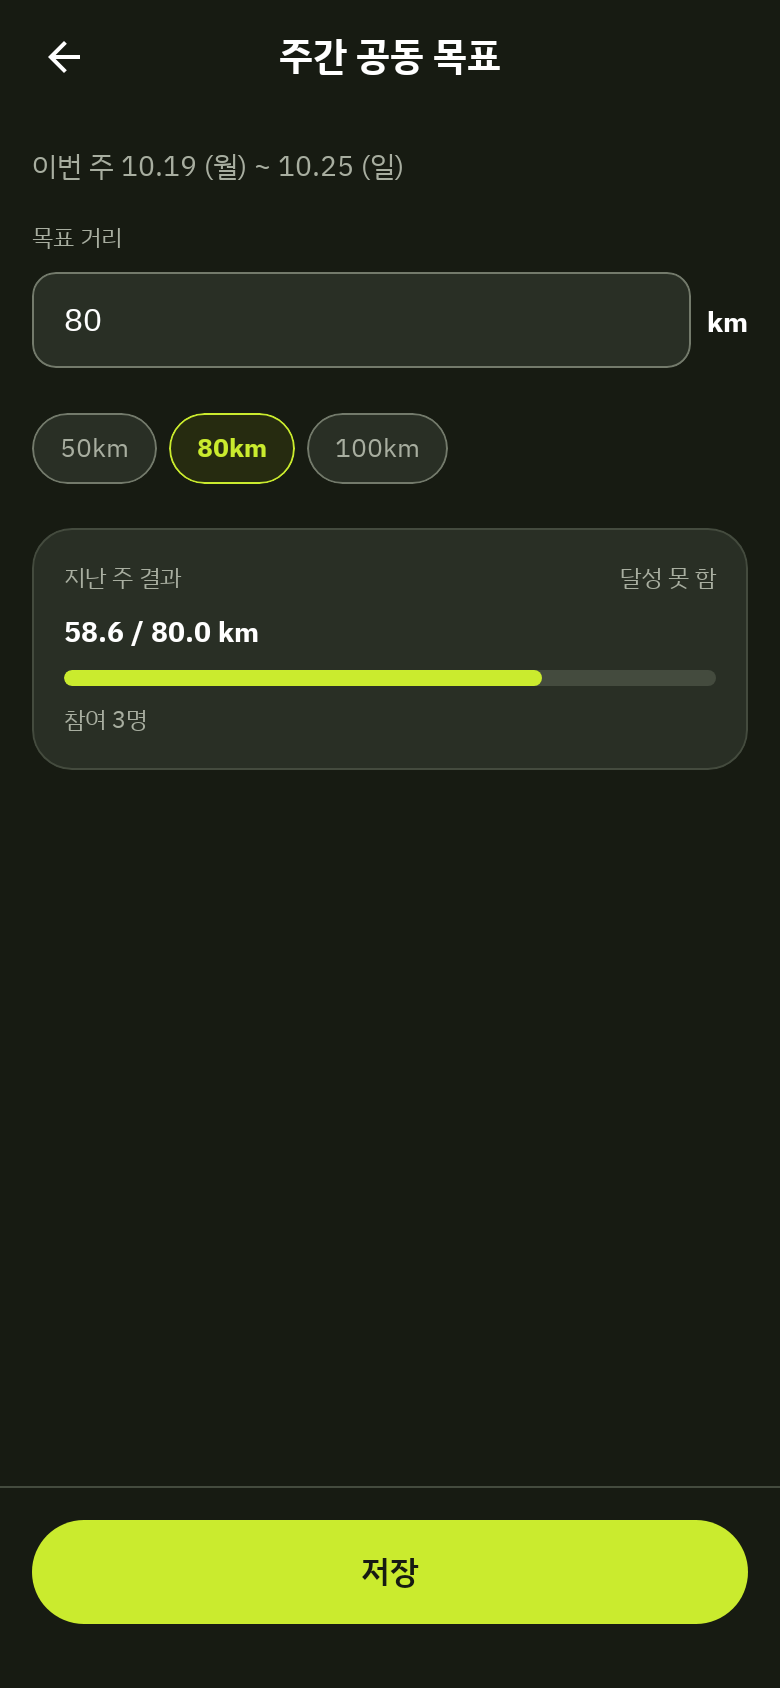 주간 공동 목표
이번 주 10.19 (월) ~ 10.25 (일)
목표 거리
80
km
50km
80km
100km
지난 주 결과
달성 못 함
58.6 / 80.0 km
참여 3명
저장